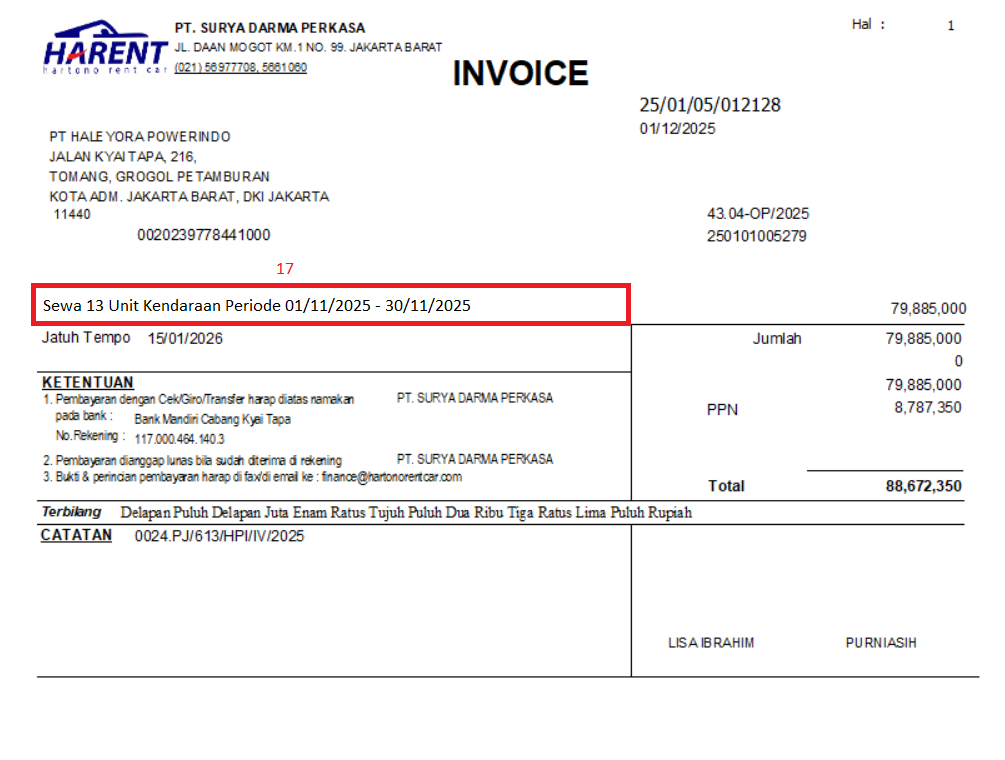 HARENT
hartono rent car
PT. SURYA DARMA PERKASA
JL. DAAN MOGOT KM.1 NO. 99. JAKARTA BARAT
(021) 56977708, 5661060
Hal : 1
INVOICE
25/01/05/012128
01/12/2025
PT HALEYORA POWERINDO
JALAN KYAI TAPA, 216,
TOMANG, GROGOL PETAMBURAN
KOTA ADM. JAKARTA BARAT, DKI JAKARTA
11440
0020239778441000
43.04-OP/2025
250101005279
17
Sewa 13 Unit Kendaraan Periode 01/11/2025 - 30/11/2025 79,885,000
Jatuh Tempo 15/01/2026
Jumlah 79,885,000
0
79,885,000
PPN 8,787,350
Total 88,672,350
KETENTUAN
1. Pembayaran dengan Cek/Giro/Transfer harap diatas namakan PT. SURYA DARMA PERKASA
pada bank : Bank Mandiri Cabang Kyai Tapa
No.Rekening : 117.000.464.140.3
2. Pembayaran dianggap lunas bila sudah diterima di rekening PT. SURYA DARMA PERKASA
3. Bukti & perincian pembayaran harap di fax/di email ke : finance@hartonorentcar.com
Terbilang Delapan Puluh Delapan Juta Enam Ratus Tujuh Puluh Dua Ribu Tiga Ratus Lima Puluh Rupiah
CATATAN 0024.PJ/613/HPI/IV/2025
LISA IBRAHIM PURNIASIH